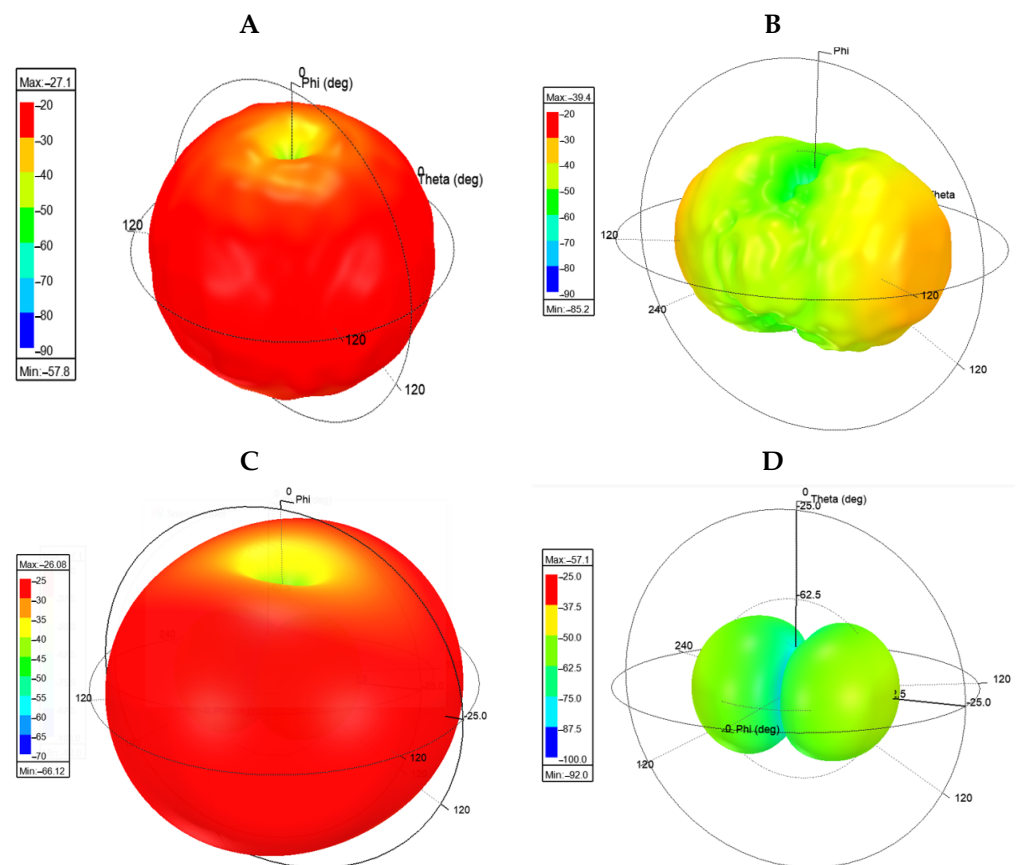 A
Max:-27.1
-20
-30
-40
-50
-60
-70
-80
-90
Min:-57.8
0
Phi (deg)
0
Theta (deg)
120
120
120
B
Max:-39.4
-20
-30
-40
-50
-60
-70
-80
-90
Min:-85.2
Phi
Theta
120
240
120
120
C
Max:-26.08
-25
-30
-35
-40
-45
-50
-55
-60
-65
-70
Min:-66.12
0
Phi
120
-25.0
120
120
D
Max:-57.1
-25.0
-37.5
-50.0
-62.5
-75.0
-87.5
-100.0
Min:-92.0
0
Theta (deg)
-25.0
-62.5
240
120
-25.0
Phi (deg)
120
120